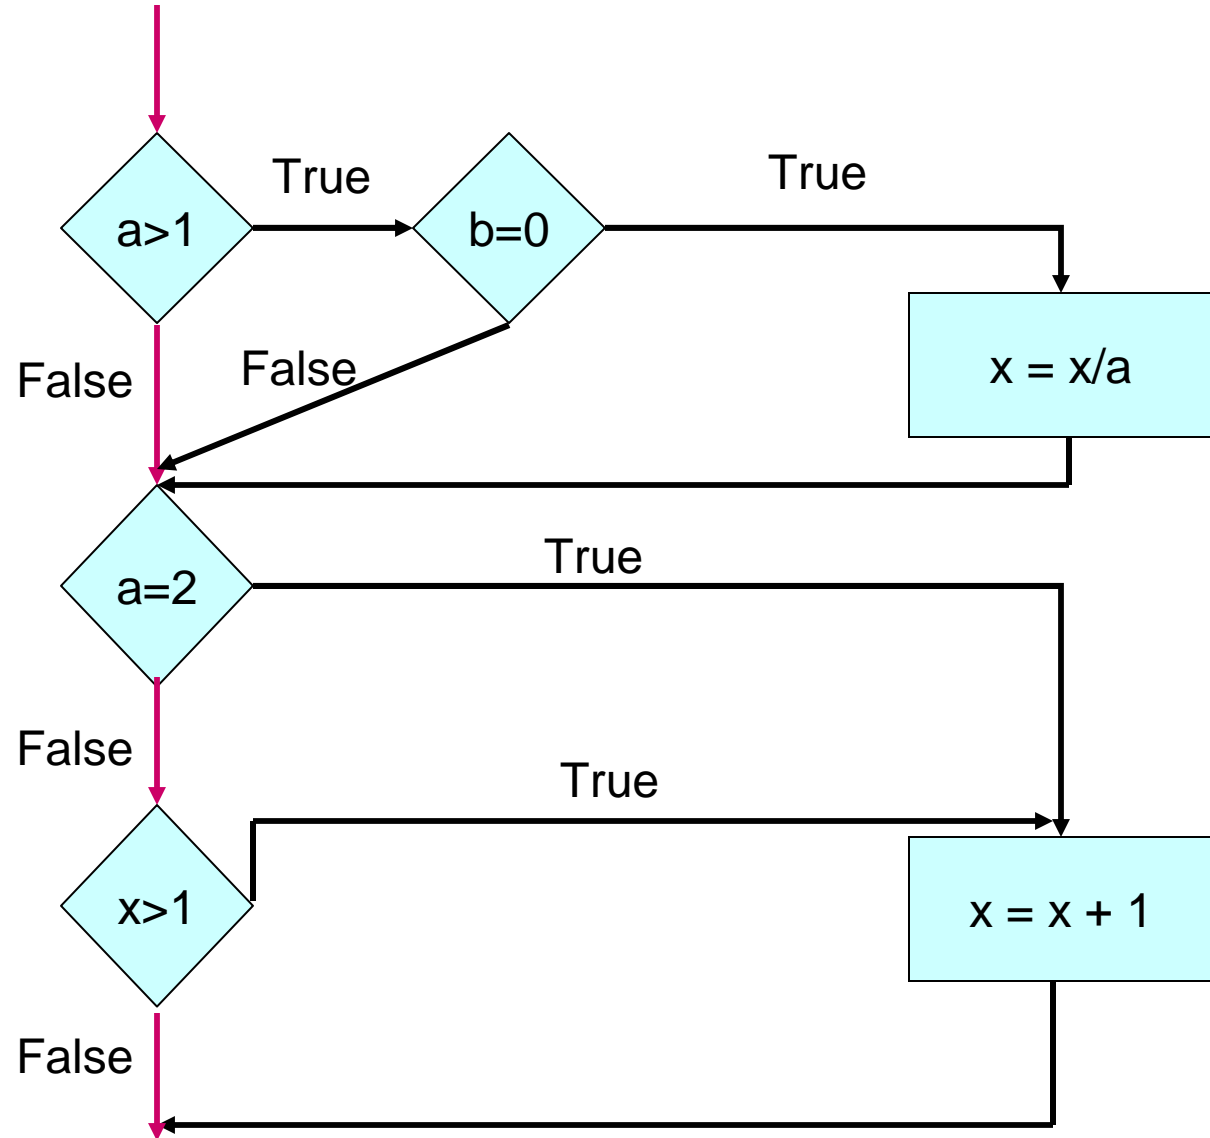 True
True
a>1
b=0
False
False
x = x/a
True
a=2
False
True
x>1
x = x + 1
False